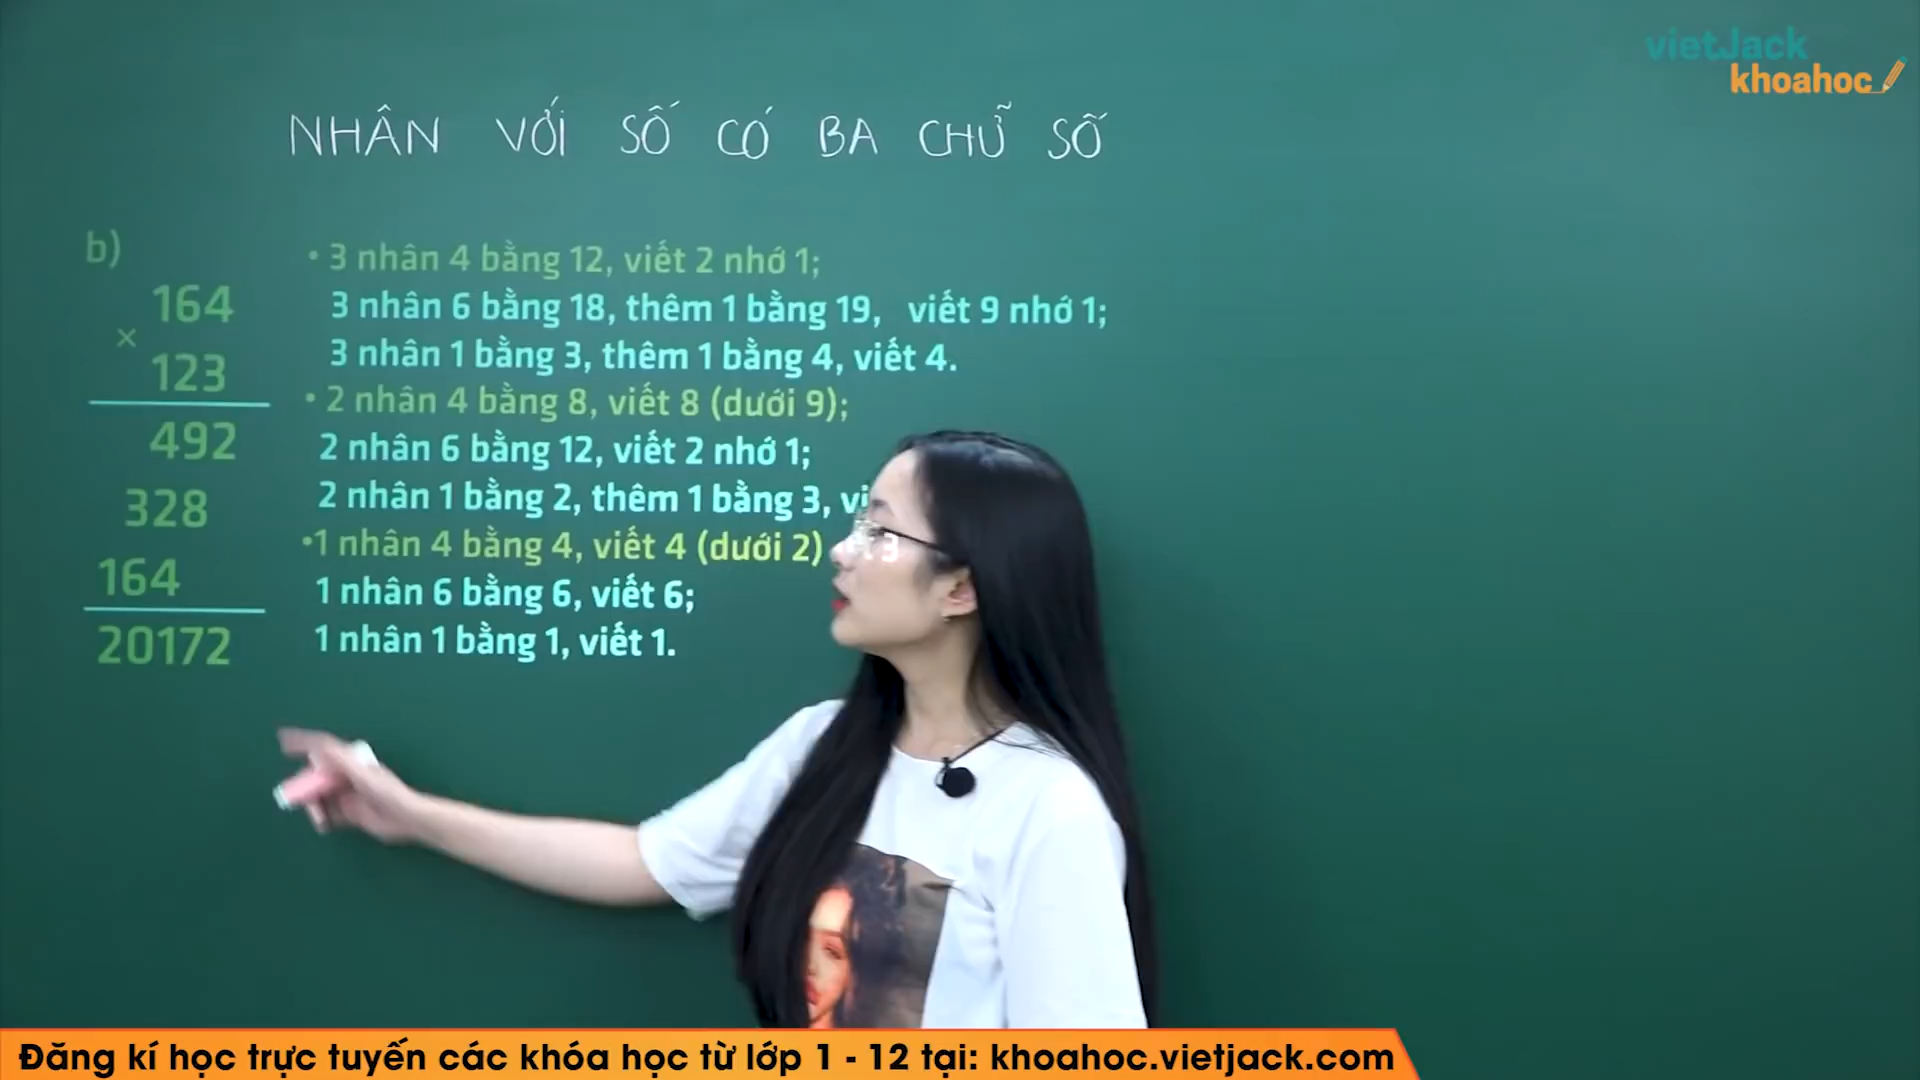 vietJack
khoahoc
NHÂN VỚI SỐ CÓ BA CHỮ SỐ
b)
164
×
123
492
328
164
20172
• 3 nhân 4 bằng 12, viết 2 nhớ 1;
3 nhân 6 bằng 18, thêm 1 bằng 19, viết 9 nhớ 1;
3 nhân 1 bằng 3, thêm 1 bằng 4, viết 4.
• 2 nhân 4 bằng 8, viết 8 (dưới 9);
2 nhân 6 bằng 12, viết 2 nhớ 1;
2 nhân 1 bằng 2, thêm 1 bằng 3,
•1 nhân 4 bằng 4, viết 4 (dưới 2)
1 nhân 6 bằng 6, viết 6;
1 nhân 1 bằng 1, viết 1.
Đăng kí học trực tuyến các khóa học từ lớp 1 - 12 tại: khoahoc.vietjack.com